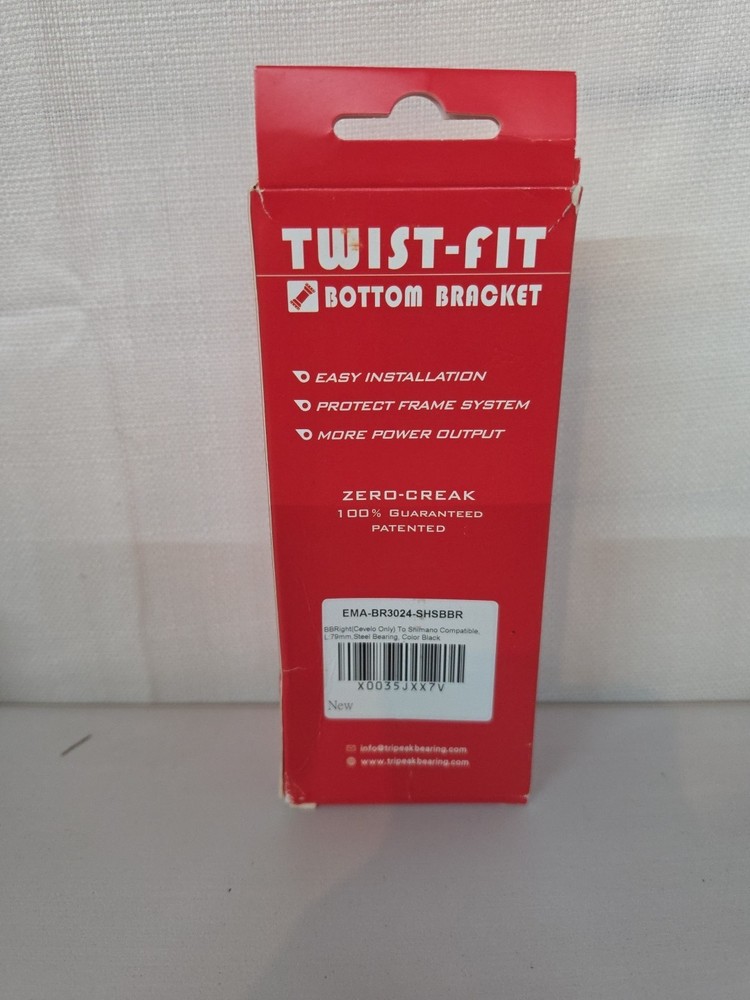 TWIST-FIT
BOTTOM BRACKET
EASY INSTALLATION
PROTECT FRAME SYSTEM
MORE POWER OUTPUT
ZERO-CREAK
100% GUARANTEED
PATENTED
EMA-BR3024-SHSBBR
BBRight(Cevelo Only) To Shimano Compatible,
L:79mm,Steel Bearing, Color Black
X0035JXX7V
New
info@tripeakbearing.com
www.tripeakbearing.com